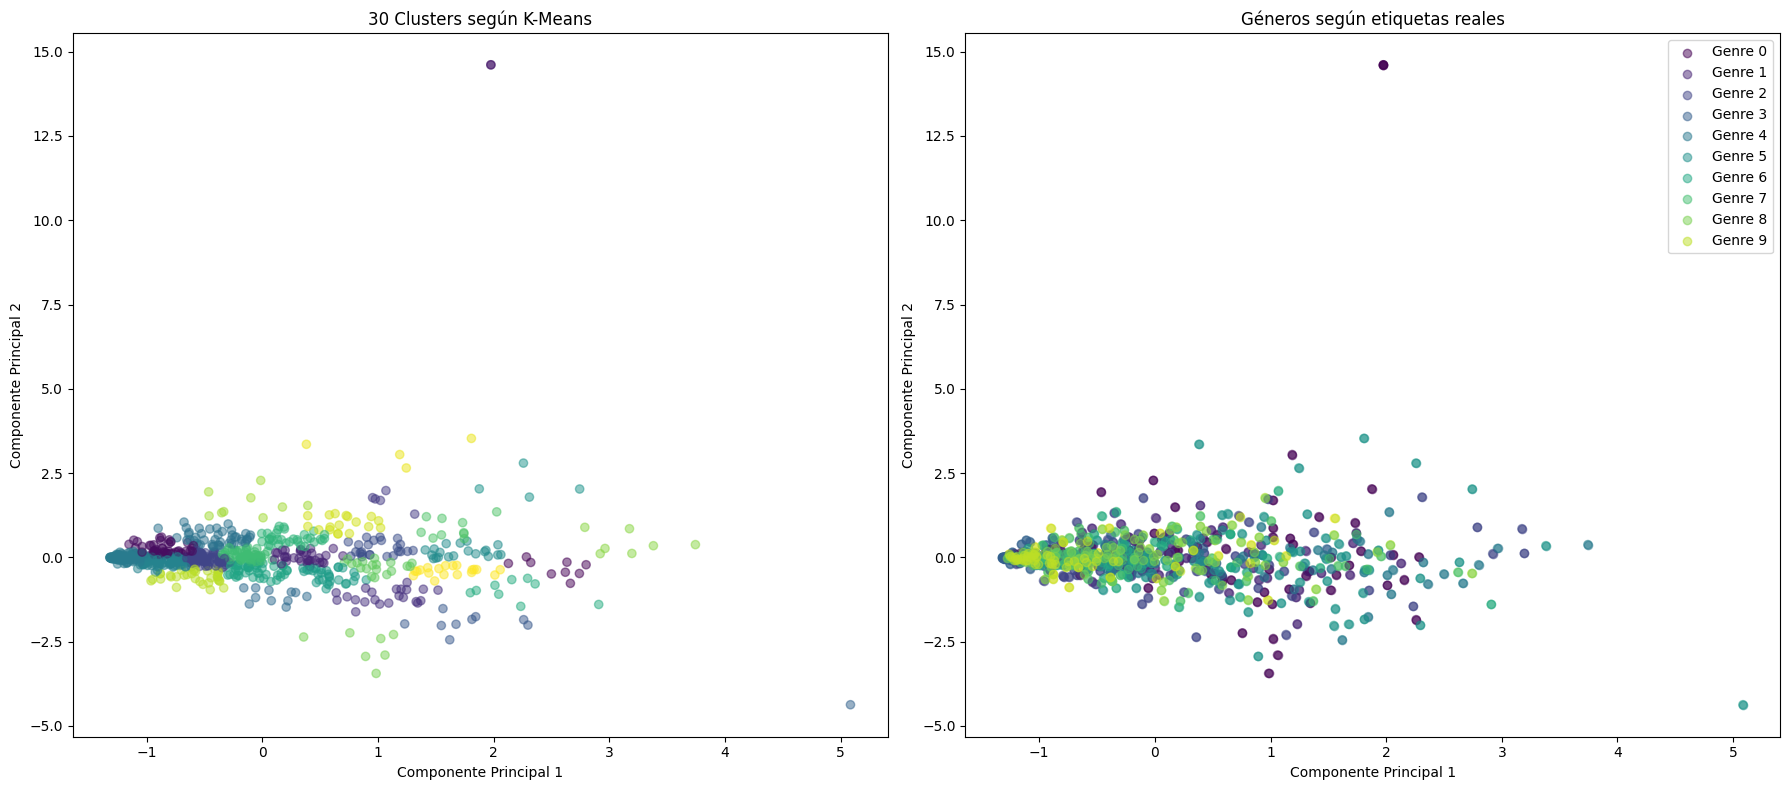 30 Clusters según K-Means
15.0
12.5
10.0
7.5
5.0
2.5
0.0
−2.5
−5.0
Componente Principal 2
−1
0
1
2
3
4
5
Componente Principal 1
Géneros según etiquetas reales
15.0
12.5
10.0
7.5
5.0
2.5
0.0
−2.5
−5.0
Componente Principal 2
Genre 0
Genre 1
Genre 2
Genre 3
Genre 4
Genre 5
Genre 6
Genre 7
Genre 8
Genre 9
−1
0
1
2
3
4
5
Componente Principal 1